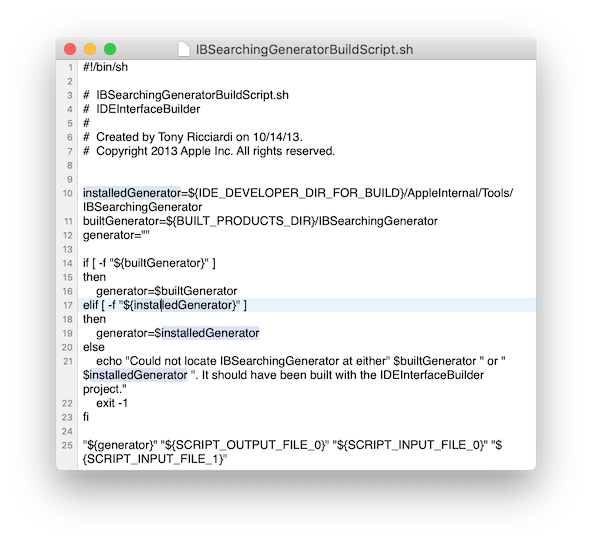 IBSearchingGeneratorBuildScript.sh
1 #!/bin/sh
2
3 # IBSearchingGeneratorBuildScript.sh
4 # IDEInterfaceBuilder
5 #
6 # Created by Tony Ricciardi on 10/14/13.
7 # Copyright 2013 Apple Inc. All rights reserved.
8
9
10 installedGenerator=${IDE_DEVELOPER_DIR_FOR_BUILD}/AppleInternal/Tools/
IBSearchingGenerator
11 builtGenerator=${BUILT_PRODUCTS_DIR}/IBSearchingGenerator
12 generator=""
13
14 if [ -f "${builtGenerator}" ]
15 then
16 generator=$builtGenerator
17 elif [ -f "${installedGenerator}" ]
18 then
19 generator=$installedGenerator
20 else
21 echo "Could not locate IBSearchingGenerator at either" $builtGenerator " or "
$installedGenerator ". It should have been built with the IDEInterfaceBuilder
project."
22 exit -1
23 fi
24
25 "${generator}" "${SCRIPT_OUTPUT_FILE_0}" "${SCRIPT_INPUT_FILE_0}" "$
{SCRIPT_INPUT_FILE_1}"